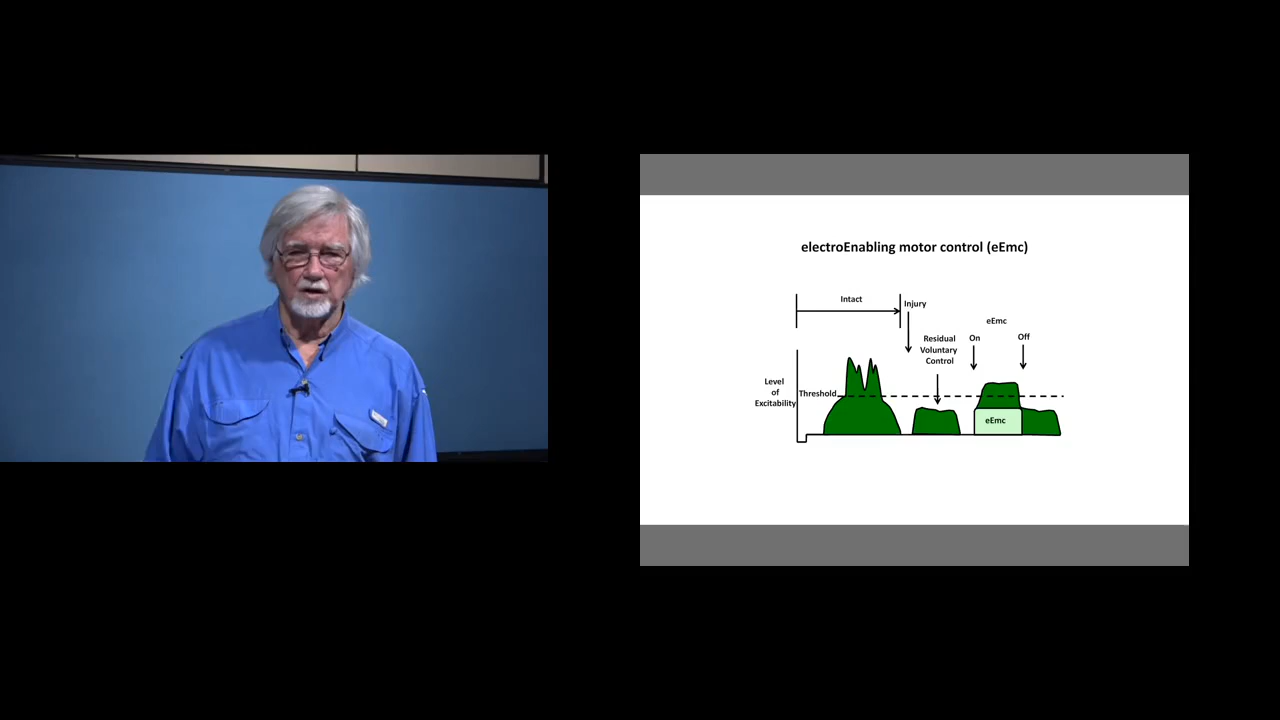 electroEnabling motor control (eEmc)
Intact
Injury
eEmc
Residual
Voluntary
Control
On
Off
Level
of
Excitability
Threshold
eEmc